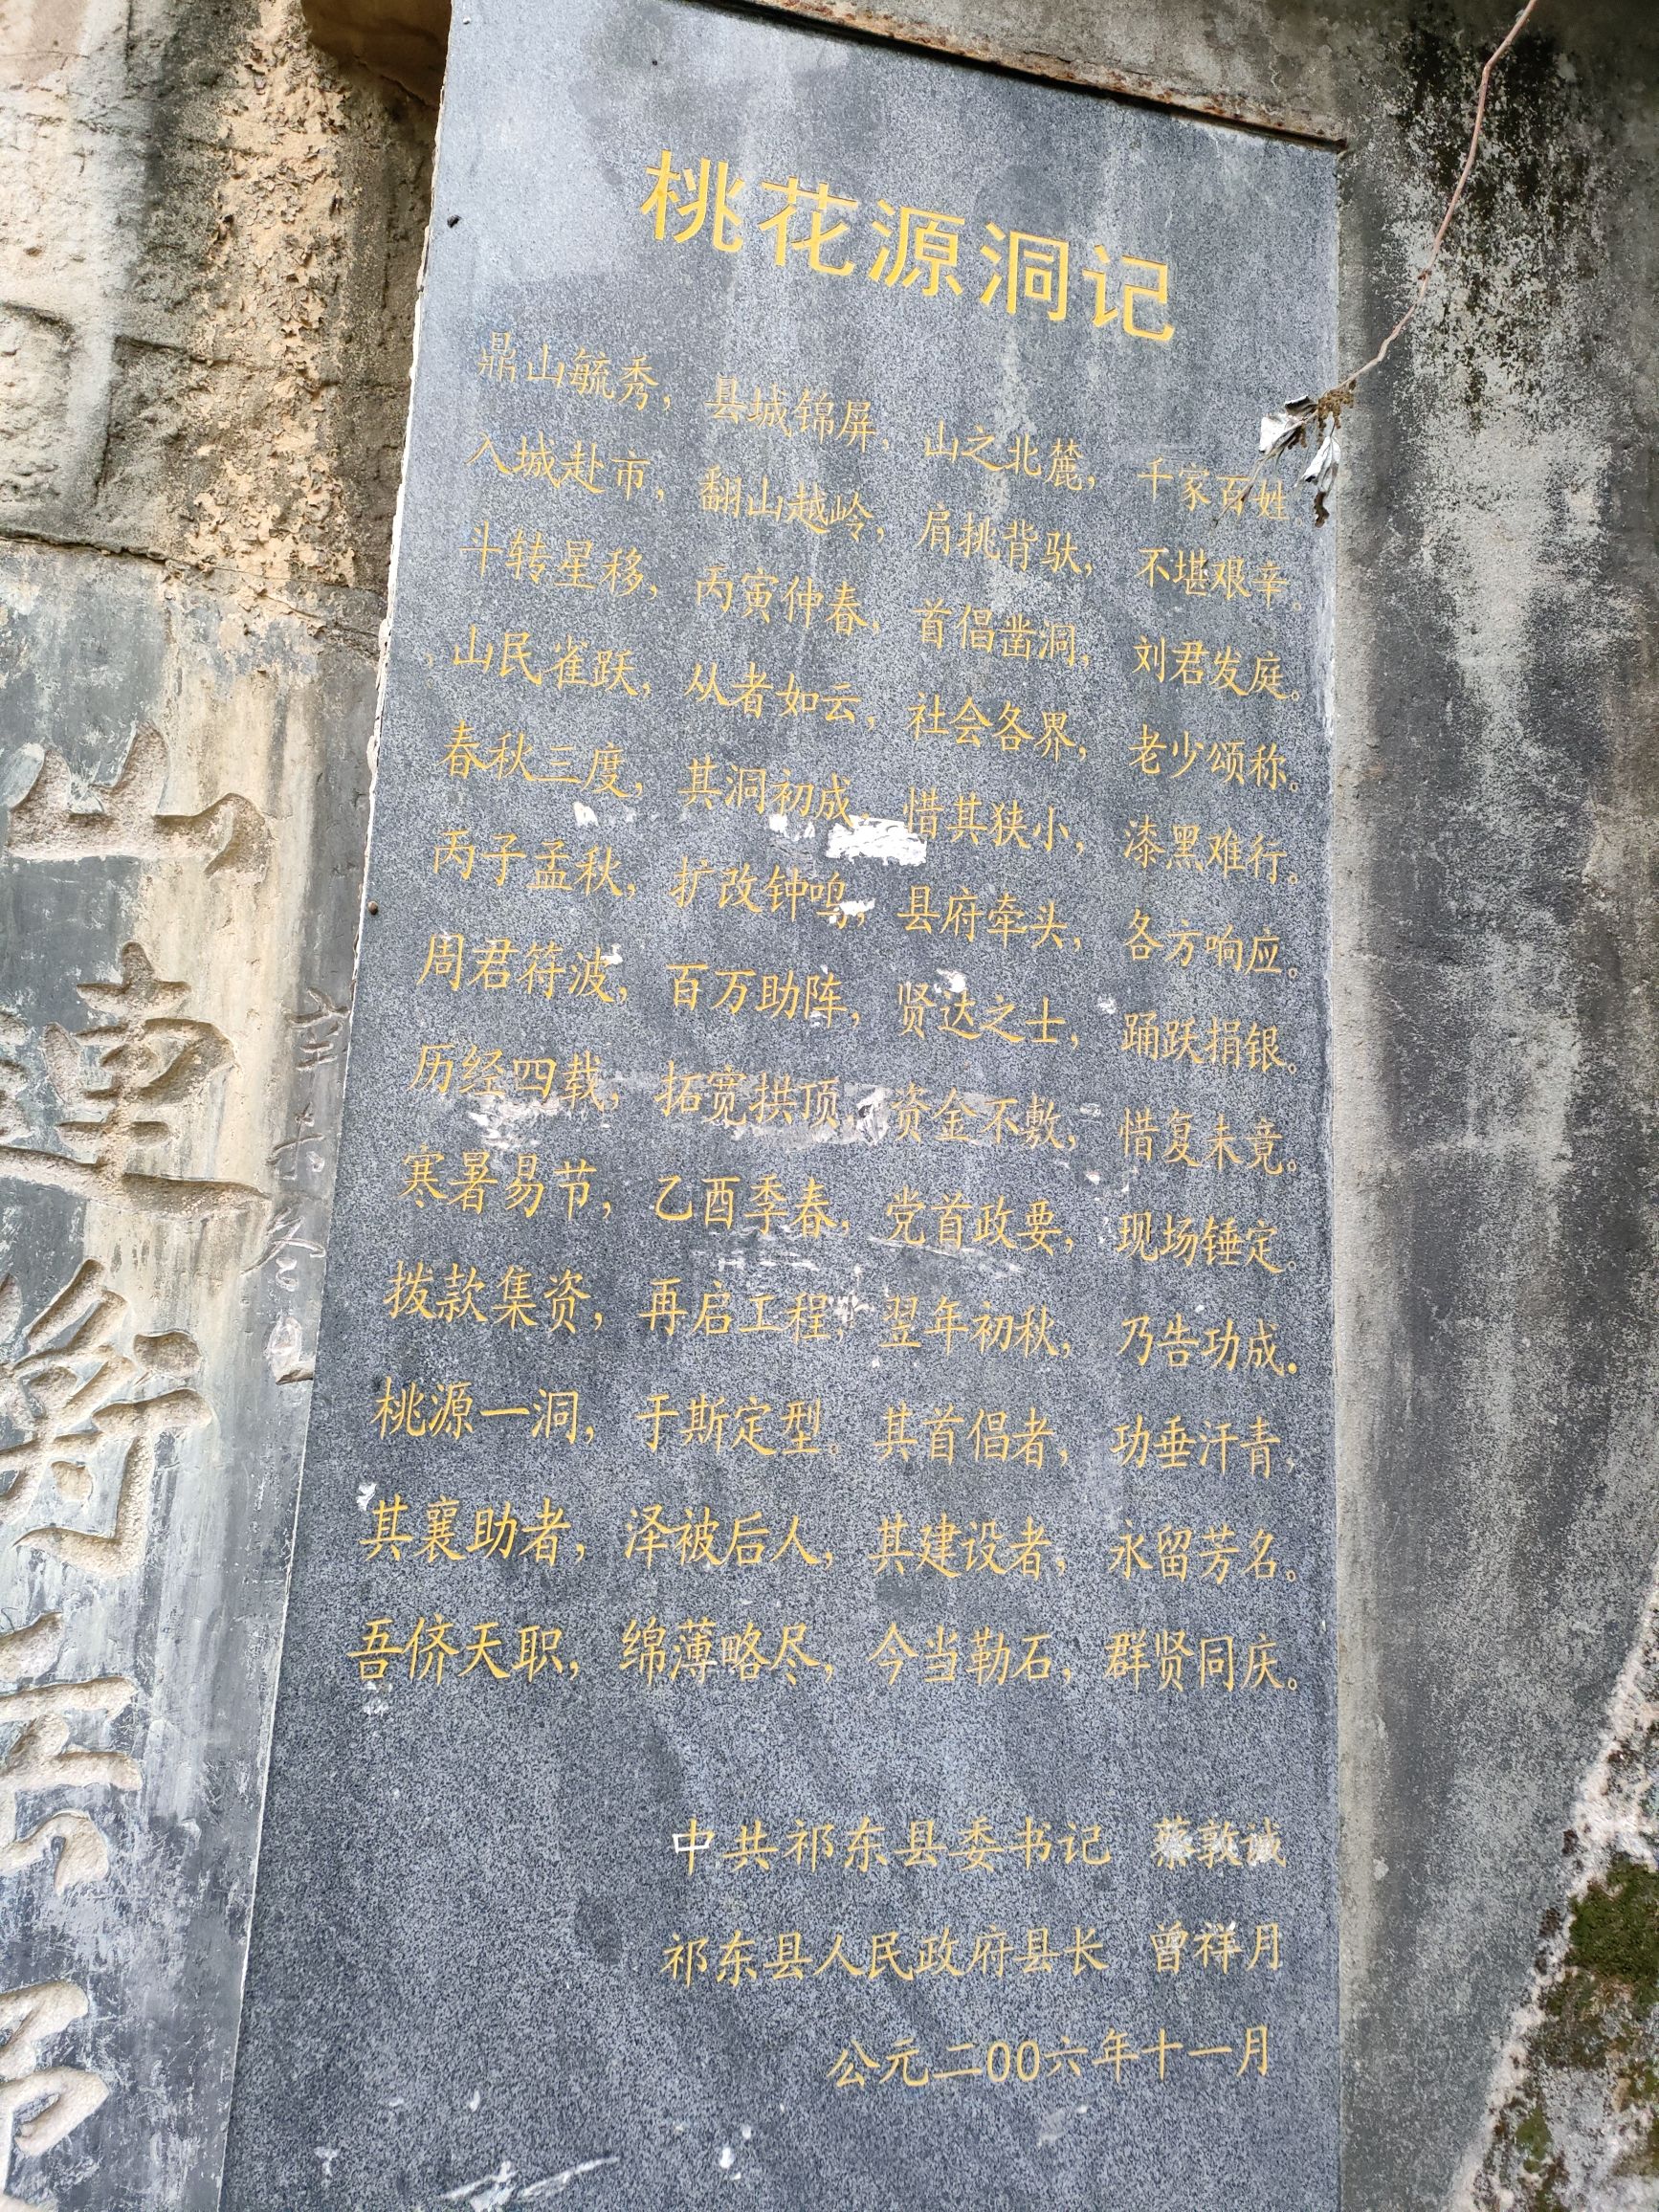 桃花源洞记
鼎山毓秀，县城锦屏，山之北麓，千家百姓。
入城赴市，翻山越岭，肩挑背驮，不堪艰辛。
斗转星移，丙寅仲春，首倡凿洞，刘君发庭。
山民雀跃，从者如云，社会各界，老少颂称。
春秋三度，其洞初成，惜其狭小，漆黑难行。
丙子孟秋，扩改钟鸣，县府牵头，各方响应。
周君符波，百万助阵，贤达之士，踊跃捐银。
历经四载，拓宽拱顶，资金不敷，惜复未竟。
寒暑易节，乙酉季春，党首政要，现场锤定。
拨款集资，再启工程，翌年初秋，乃告功成。
桃源一洞，于斯定型。其首倡者，功垂汗青，
其襄助者，泽被后人，其建设者，永留芳名。
吾侪天职，绵薄略尽，今当勒石，群贤同庆。
中共祁东县委书记 蔡敦诚
祁东县人民政府县长 曾祥月
公元二00六年十一月
山